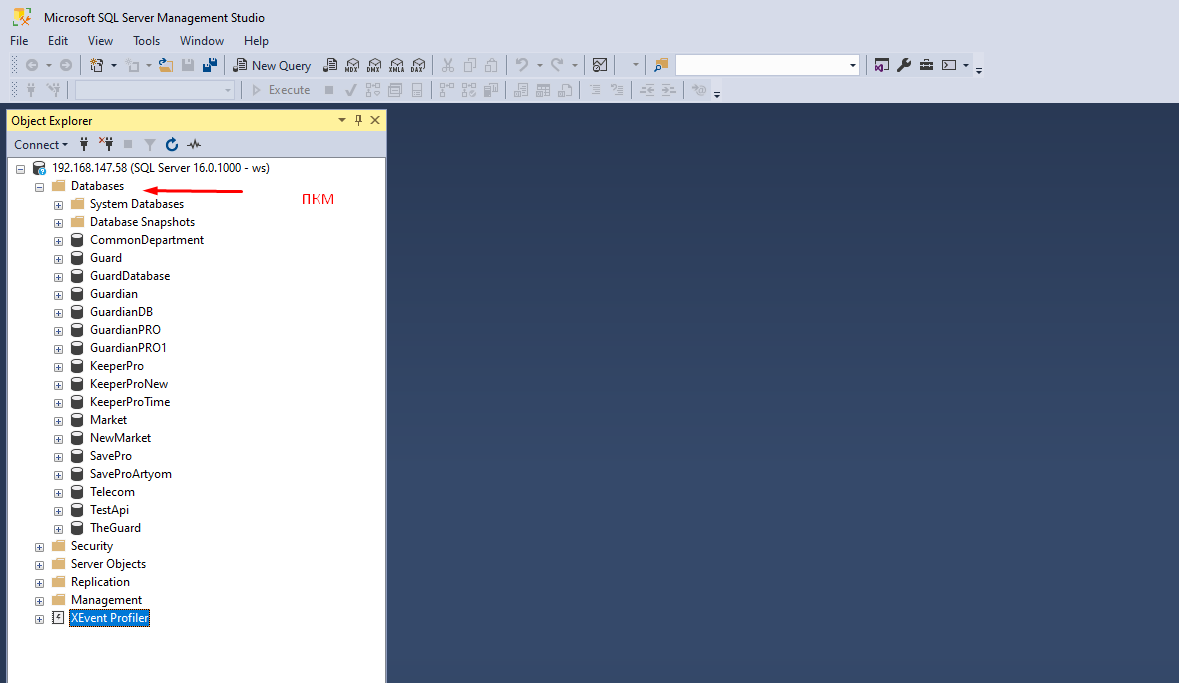 Microsoft SQL Server Management Studio
File Edit View Tools Window Help
New Query MDX DMX XMLA DAX
Execute
Object Explorer
Connect
192.168.147.58 (SQL Server 16.0.1000 - ws)
Databases
ПКМ
System Databases
Database Snapshots
CommonDepartment
Guard
GuardDatabase
Guardian
GuardianDB
GuardianPRO
GuardianPRO1
KeeperPro
KeeperProNew
KeeperProTime
Market
NewMarket
SavePro
SaveProArtyom
Telecom
TestApi
TheGuard
Security
Server Objects
Replication
Management
XEvent Profiler